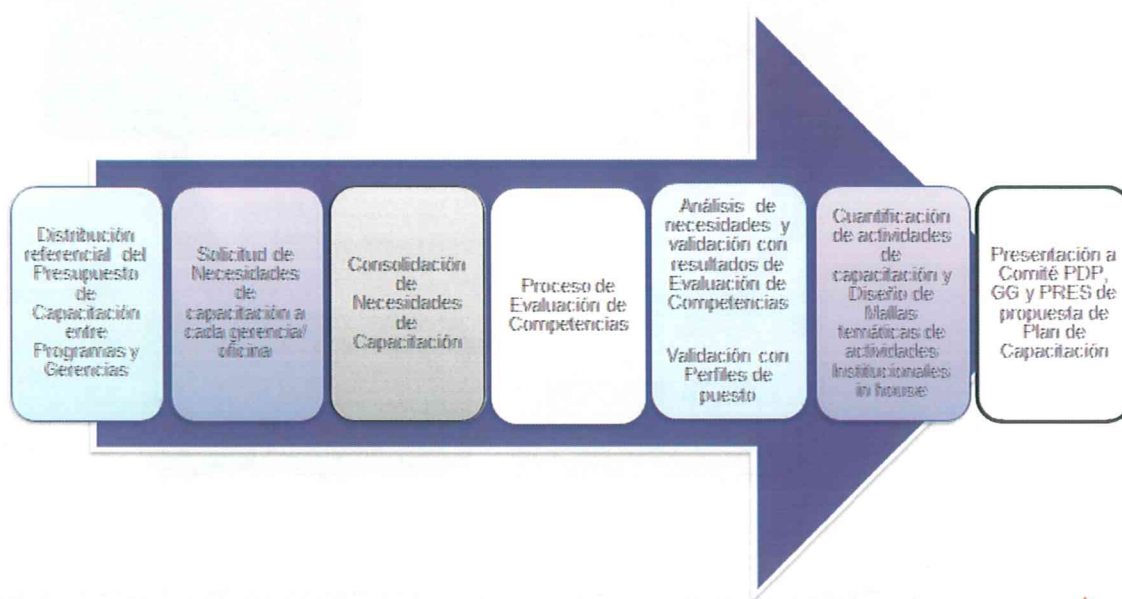 Distribución
referencial del
Presupuesto
de
Capacitación
entre
Programas y
Gerencias
Solicitud de
Necesidades
de
capacitación a
cada gerencia/
oficina
Consolidación
de
Necesidades
de
Capacitación
Proceso de
Evaluación de
Competencias
Análisis de
necesidades y
validación con
resultados de
Evaluación de
Competencias
Validación con
Perfiles de
puesto
Cuantificación
de actividades
de
capacitación y
Diseño de
Mallas
temáticas de
actividades
Institucionales
in house
Presentación a
Comité PDP,
GG y PRES de
propuesta de
Plan de
Capacitación